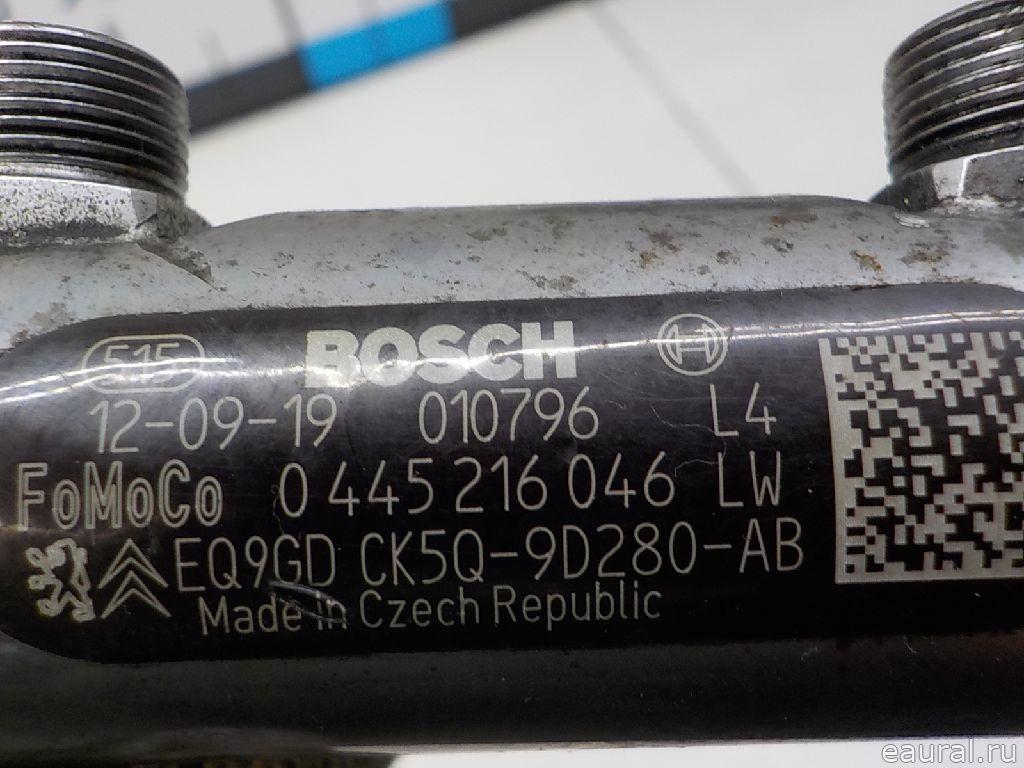 515 BOSCH
12-09-19 010796 L4
FoMoCo 0 445 216 046 LW
EQ9GD CK5Q-9D280-AB
Made in Czech Republic
eaural.ru